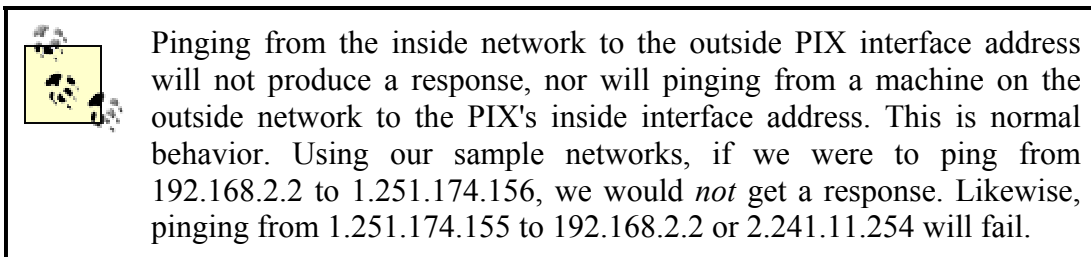 Pinging from the inside network to the outside PIX interface address
will not produce a response, nor will pinging from a machine on the
outside network to the PIX's inside interface address. This is normal
behavior. Using our sample networks, if we were to ping from
192.168.2.2 to 1.251.174.156, we would not get a response. Likewise,
pinging from 1.251.174.155 to 192.168.2.2 or 2.241.11.254 will fail.